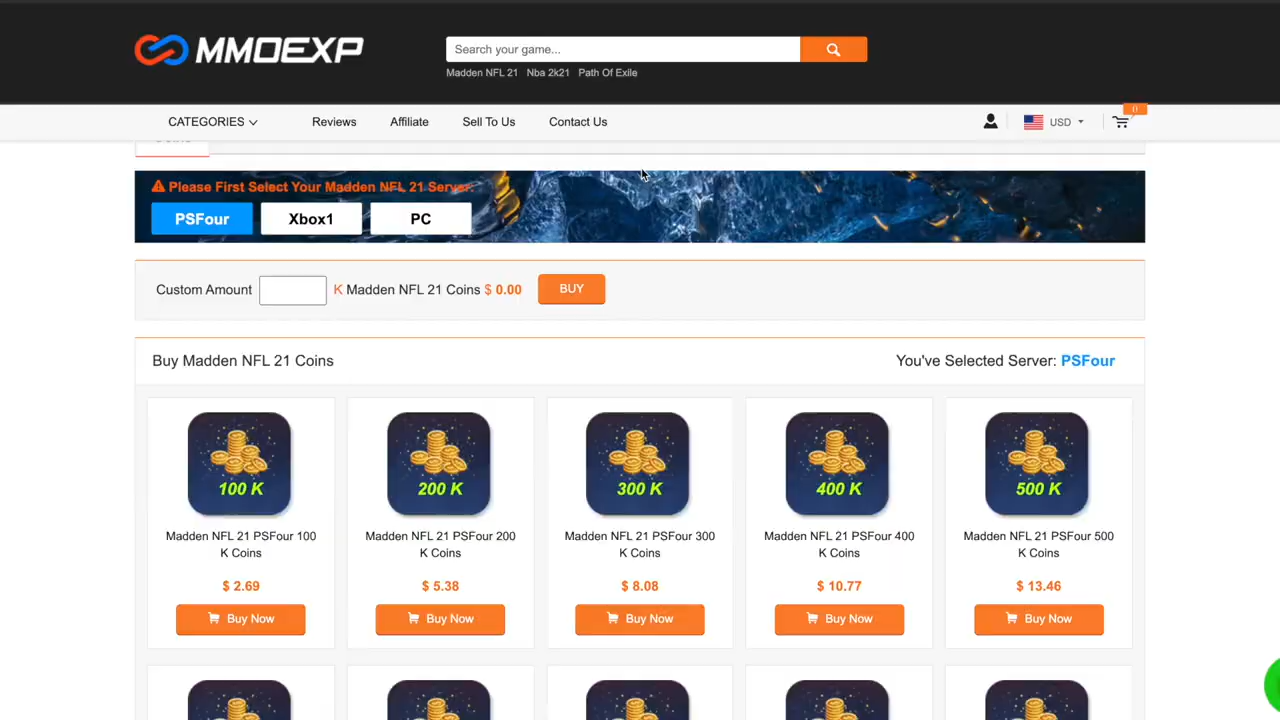 MMOEXP
Search your game...
Madden NFL 21 Nba 2k21 Path Of Exile
0
CATEGORIES Reviews Affiliate Sell To Us Contact Us USD
Please First Select Your Madden NFL 21 Server:
PSFour Xbox1 PC
Custom Amount K Madden NFL 21 Coins $ 0.00 BUY
Buy Madden NFL 21 Coins You've Selected Server: PSFour
100 K 200 K 300 K 400 K 500 K
Madden NFL 21 PSFour 100 K Coins
$ 2.69
Buy Now
Madden NFL 21 PSFour 200 K Coins
$ 5.38
Buy Now
Madden NFL 21 PSFour 300 K Coins
$ 8.08
Buy Now
Madden NFL 21 PSFour 400 K Coins
$ 10.77
Buy Now
Madden NFL 21 PSFour 500 K Coins
$ 13.46
Buy Now